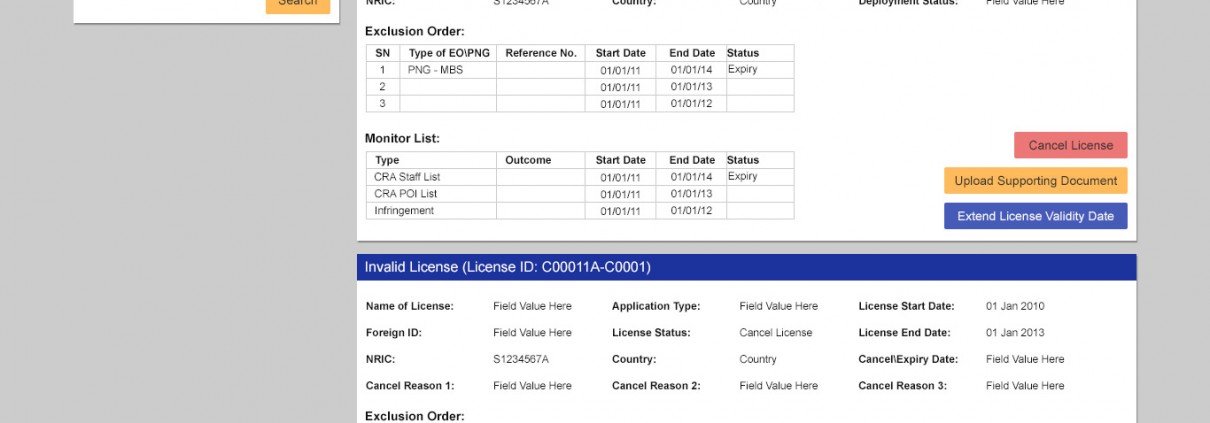 Search
NRIC: S1234567A Country: Country Deployment Status: Field Value Here
Exclusion Order:
SN Type of EO\PNG Reference No. Start Date End Date Status
1 PNG - MBS 01/01/11 01/01/14 Expiry
2 01/01/11 01/01/13
3 01/01/11 01/01/12
Monitor List:
Type Outcome Start Date End Date Status
CRA Staff List 01/01/11 01/01/14 Expiry
CRA POI List 01/01/11 01/01/13
Infringement 01/01/11 01/01/12
Cancel License
Upload Supporting Document
Extend License Validity Date
Invalid License (License ID: C00011A-C0001)
Name of License: Field Value Here Application Type: Field Value Here License Start Date: 01 Jan 2010
Foreign ID: Field Value Here License Status: Cancel License License End Date: 01 Jan 2013
NRIC: S1234567A Country: Country Cancel\Expiry Date: Field Value Here
Cancel Reason 1: Field Value Here Cancel Reason 2: Field Value Here Cancel Reason 3: Field Value Here
Exclusion Order: